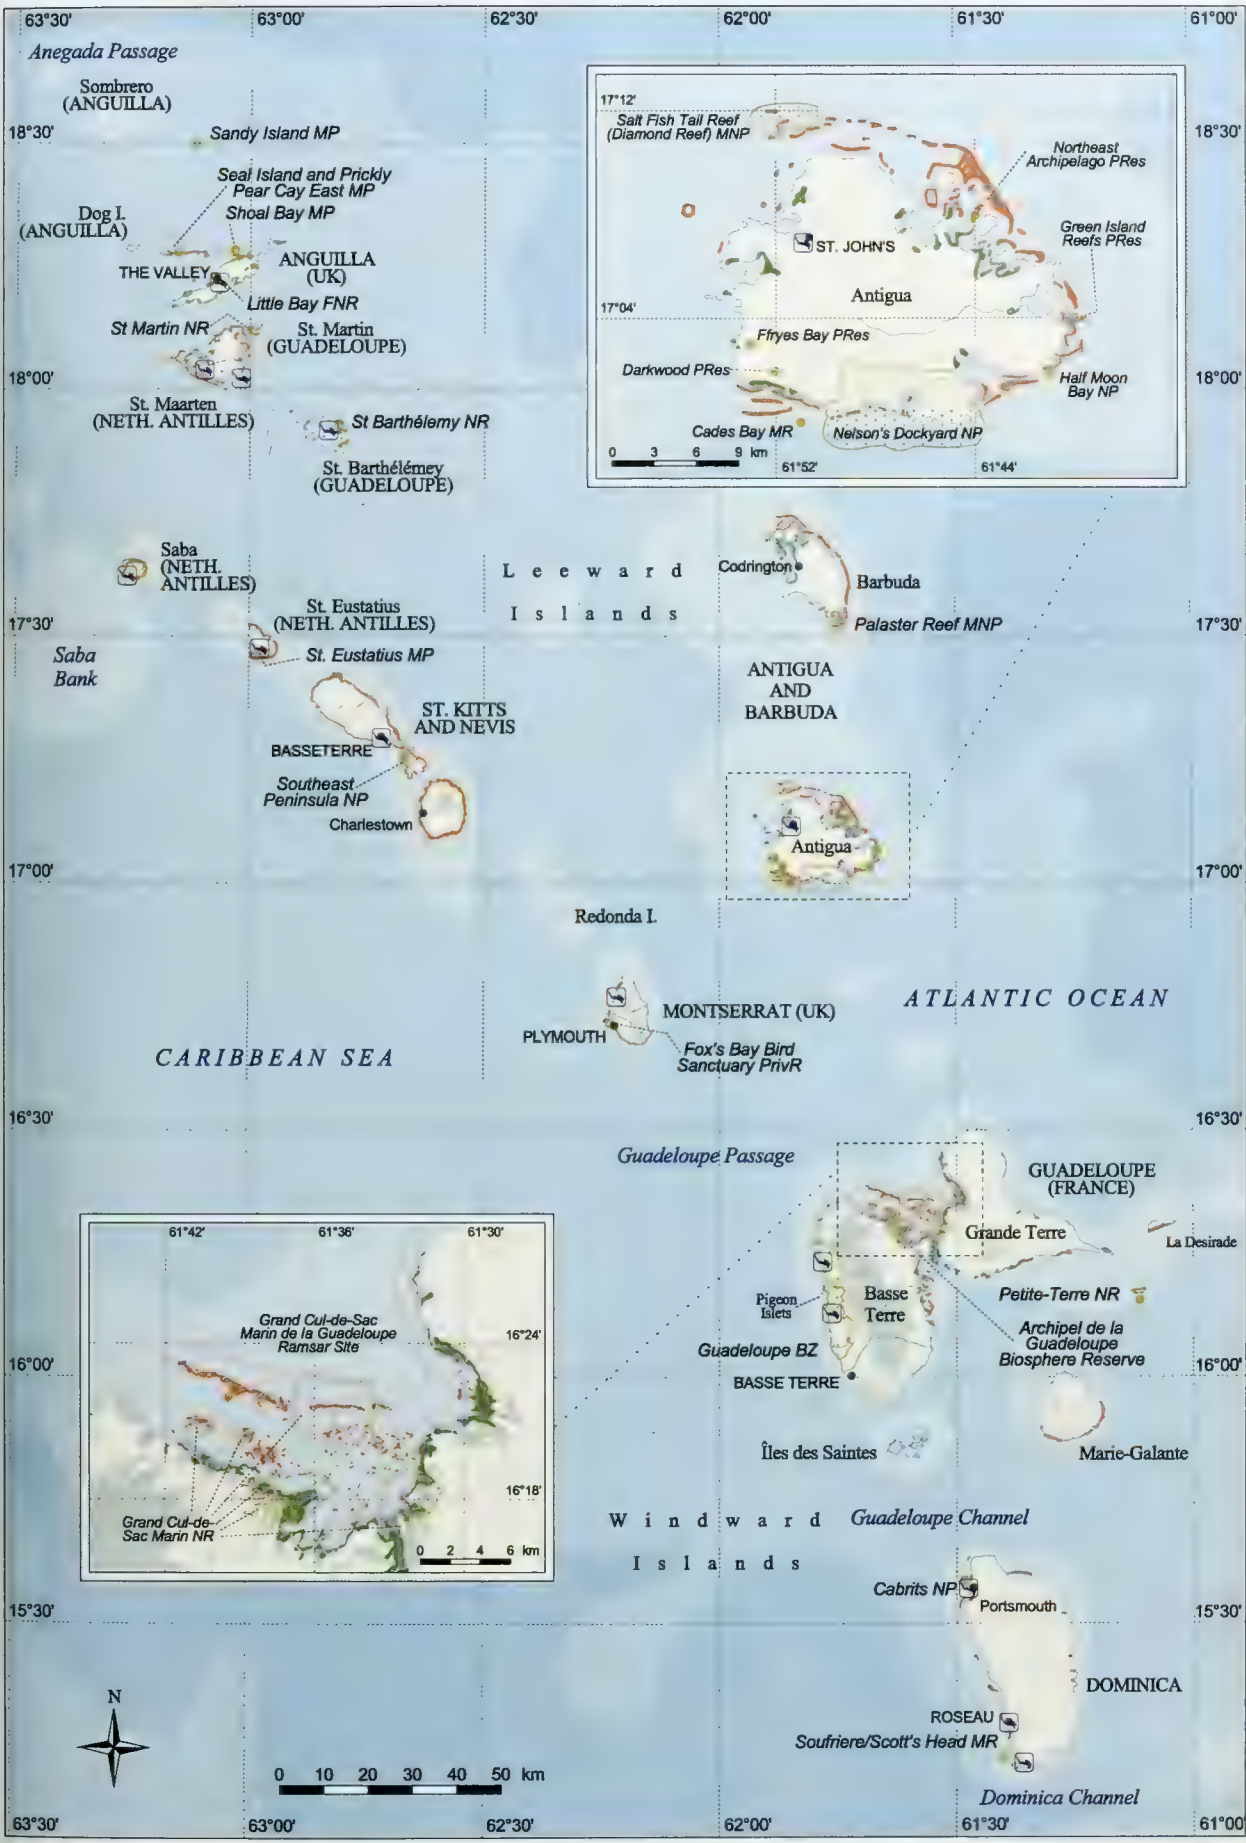 63°30'
63°00'
62°30'
62°00'
61°30'
61°00'
Anegada Passage
Sombrero
(ANGUILLA)
18°30'
Sandy Island MP
18°30'
Seal Island and Prickly
Pear Cay East MP
Dog I.
(ANGUILLA)
Shoal Bay MP
THE VALLEY
ANGUILLA
(UK)
Little Bay FNR
St Martin NR
St. Martin
(GUADELOUPE)
18°00'
18°00'
St. Maarten
(NETH. ANTILLES)
St Barthélemy NR
St. Barthélémey
(GUADELOUPE)
17°12'
Salt Fish Tail Reef
(Diamond Reef) MNP
Northeast
Archipelago PRes
Green Island
Reefs PRes
ST. JOHN'S
Antigua
17°04'
Ffryes Bay PRes
Darkwood PRes
Half Moon
Bay NP
Cades Bay MR
Nelson's Dockyard NP
0 3 6 9 km
61°52'
61°44'
Saba
(NETH.
ANTILLES)
Leeward
Islands
Codrington
Barbuda
Palaster Reef MNP
St. Eustatius
(NETH. ANTILLES)
17°30'
17°30'
Saba
Bank
St. Eustatius MP
ANTIGUA
AND
BARBUDA
ST. KITTS
AND NEVIS
BASSETERRE
Southeast
Peninsula NP
Charlestown
Antigua
17°00'
17°00'
Redonda I.
ATLANTIC OCEAN
MONTSERRAT (UK)
PLYMOUTH
Fox's Bay Bird
Sanctuary PrivR
CARIBBEAN SEA
16°30'
16°30'
Guadeloupe Passage
GUADELOUPE
(FRANCE)
Grande Terre
La Desirade
Pigeon
Islets
Basse
Terre
Petite-Terre NR
Guadeloupe BZ
Archipel de la
Guadeloupe
Biosphere Reserve
BASSE TERRE
16°00'
16°00'
Îles des Saintes
Marie-Galante
61°42'
61°36'
61°30'
Grand Cul-de-Sac
Marin de la Guadeloupe
Ramsar Site
16°24'
16°18'
Grand Cul-de-
Sac Marin NR
0 2 4 6 km
Windward
Islands
Guadeloupe Channel
Cabrits NP
Portsmouth
15°30'
15°30'
DOMINICA
N
ROSEAU
Soufriere/Scott's Head MR
0 10 20 30 40 50 km
Dominica Channel
63°30'
63°00'
62°30'
62°00'
61°30'
61°00'